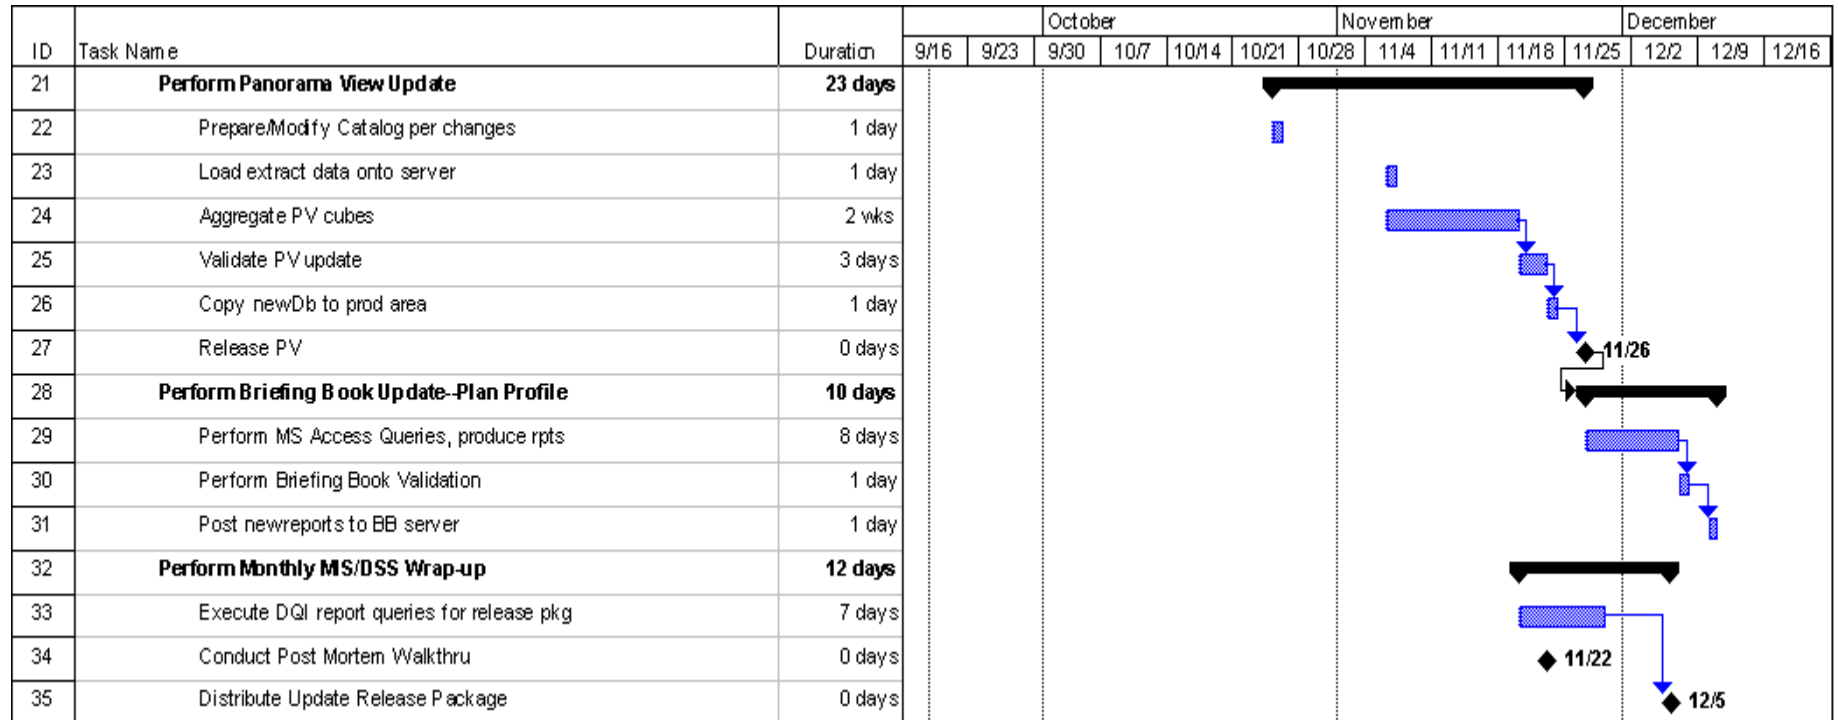 October November December
ID Task Name Duration 9/16 9/23 9/30 10/7 10/14 10/21 10/28 11/4 11/11 11/18 11/25 12/2 12/9 12/16
21 Perform Panorama View Update 23 days
22 Prepare/Modify Catalog per changes 1 day
23 Load extract data onto server 1 day
24 Aggregate PV cubes 2 wks
25 Validate PV update 3 days
26 Copy newDb to prod area 1 day
27 Release PV 0 days 11/26
28 Perform Briefing Book Update--Plan Profile 10 days
29 Perform MS Access Queries, produce rpts 8 days
30 Perform Briefing Book Validation 1 day
31 Post newreports to BB server 1 day
32 Perform Monthly MIS/DSS Wrap-up 12 days
33 Execute DQI report queries for release pkg 7 days
34 Conduct Post Mortem Walkthru 0 days 11/22
35 Distribute Update Release Package 0 days 12/5